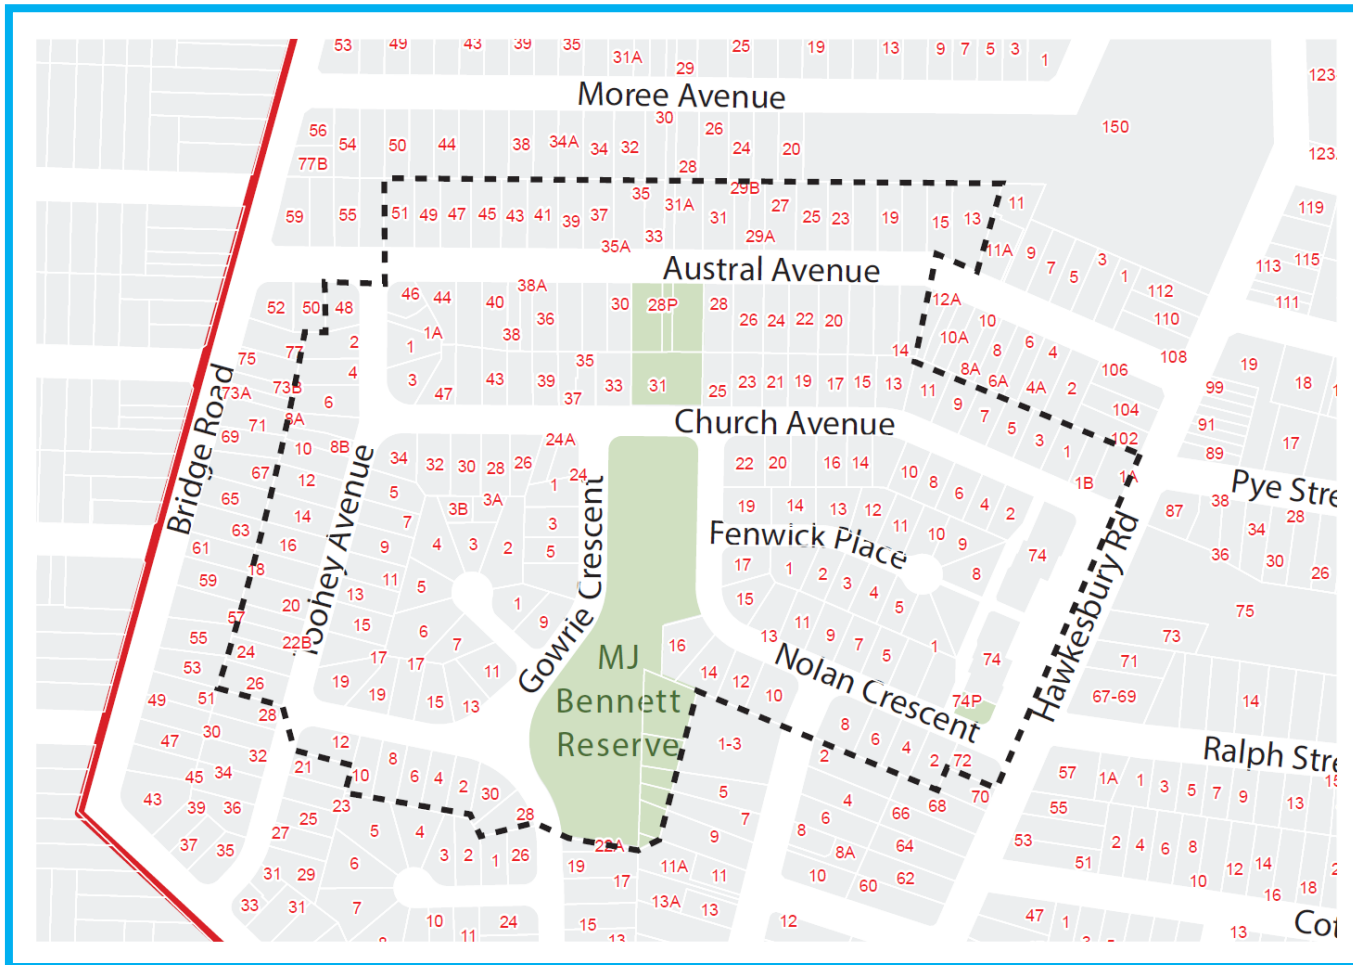 53 49 43 39 35 31A 29 25 19 13 9 7 5 3 1
123
Moree Avenue
56 54 50 44 38 34A 34 32 30 28 26 24 20 150
77B
59 55 51 49 47 45 43 41 39 37 35 31A 31 29B 27 25 23 19 15 13 11
35A 33 29A
119
11A 9 7 5 3 1 112 110 108
113 115 111
Austral Avenue
52 50 48 46 44 40 38A 38 36 30 28P 28 26 24 22 20 14
12A 10 10A 8 6 4 8A 6A 4A 2 106 104 102
75 77 2 4 6 1A 1 3
73A 73B 8A 71 69 10 8B
47 43 39 37 35 33 31 25 23 21 19 17 15 13 11 9 7 5 3 1 1B 1A
19 18 99 91 89 17
Church Avenue
Bridge Road
67 65 63 61 59 57 55 53 51 49 47 45 43 39 37 35
12 14 16 18 20 22B 24 26 28 30 32 34 36
34 32 30 28 26 24A 24
5 7 9 11 13 15 17 19
3B 3A 4 3 2 1 3 5
5 6 7 17 19 15 13 11 1 9
Gowrie Crescent
22 20 16 14 10 8 6 4 2
19 14 13 12 11 10 9 8 74
Fenwick Place
17 1 2 3 4 5 1
15 13 11 9 7 5 74
74P
Nolan Crescent
16 14 12 10 8 6 4 2 72 70
Hawkesbury Rd
Pye Stre
87 38 34 28 36 30 26
75 73 71 67-69 14
Ralph Stre
MJ
Bennett
Reserve
12 10 8 6 4 2 30 28
21 23 25 27 29 31 31 33
5 4 3 2 1 26 6 7 10 11 24
22A
19 17 15 13
1-3 5 7 9 11A 11 13A 13
2 4 6 8 8A 10 12
68 66 64 62 60
57 55 53 51 1A 1 3 5 7 9 13 15
2 4 6 8 10 12 14 16 18
47 1 13
Cot